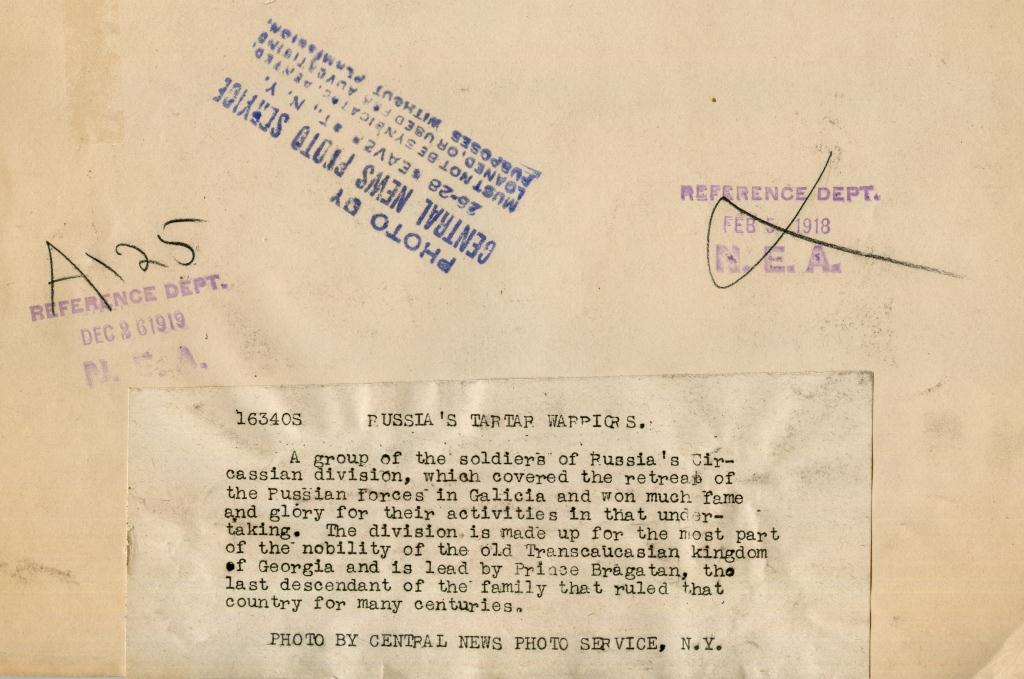 PHOTO BY
CENTRAL NEWS PHOTO SERVICE
26-28 ST., N. Y.
MUST NOT BE SYNDICATED, RENTED,
LOANED, OR USED FOR ADVERTISING
PURPOSES WITHOUT PERMISSION.
REFERENCE DEPT.
FEB 5 1918
N. E. A.
A125
REFERENCE DEPT.
DEC 26 1919
N. E. A.
16340S RUSSIA'S TARTAR WARRIORS.
A group of the soldiers of Russia's Cir-
cassian division, which covered the retreat of
the Russian forces in Galicia and won much fame
and glory for their activities in that under-
taking. The division is made up for the most part
of the nobility of the old Transcaucasian kingdom
of Georgia and is lead by Prince Bragatan, the
last descendant of the family that ruled that
country for many centuries.
PHOTO BY CENTRAL NEWS PHOTO SERVICE, N.Y.